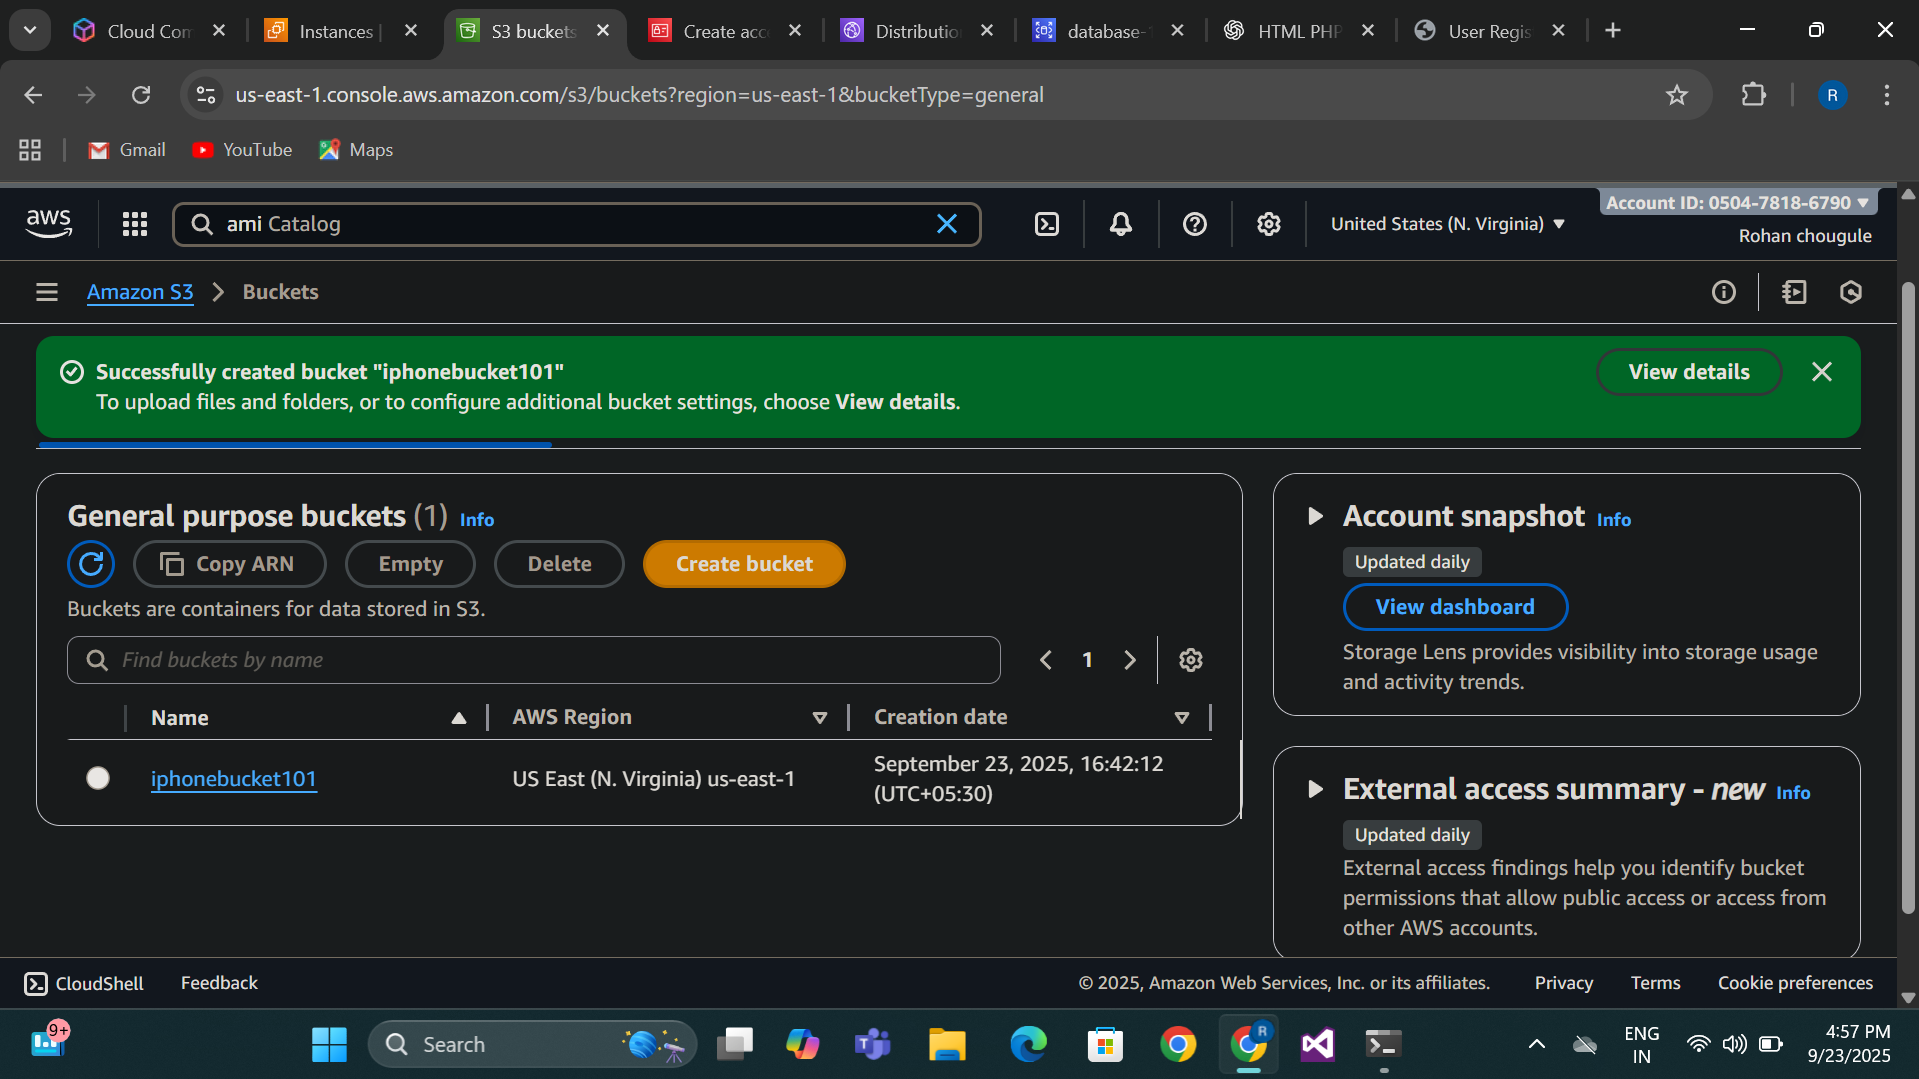 Cloud Con
Instances |
S3 buckets
Create acc
Distributio
database-1
HTML PHP
User Regis
us-east-1.console.aws.amazon.com/s3/buckets?region=us-east-1&bucketType=general
R
Gmail
YouTube
Maps
aws
ami Catalog
United States (N. Virginia)
Account ID: 0504-7818-6790
Rohan chougule
Amazon S3
Buckets
Successfully created bucket "iphonebucket101"
To upload files and folders, or to configure additional bucket settings, choose View details.
View details
General purpose buckets (1) Info
Copy ARN
Empty
Delete
Create bucket
Buckets are containers for data stored in S3.
Find buckets by name
1
Name
AWS Region
Creation date
iphonebucket101
US East (N. Virginia) us-east-1
September 23, 2025, 16:42:12
(UTC+05:30)
Account snapshot Info
Updated daily
View dashboard
Storage Lens provides visibility into storage usage
and activity trends.
External access summary - new Info
Updated daily
External access findings help you identify bucket
permissions that allow public access or access from
other AWS accounts.
CloudShell
Feedback
© 2025, Amazon Web Services, Inc. or its affiliates.
Privacy
Terms
Cookie preferences
9+
Search
T
R
ENG
IN
4:57 PM
9/23/2025